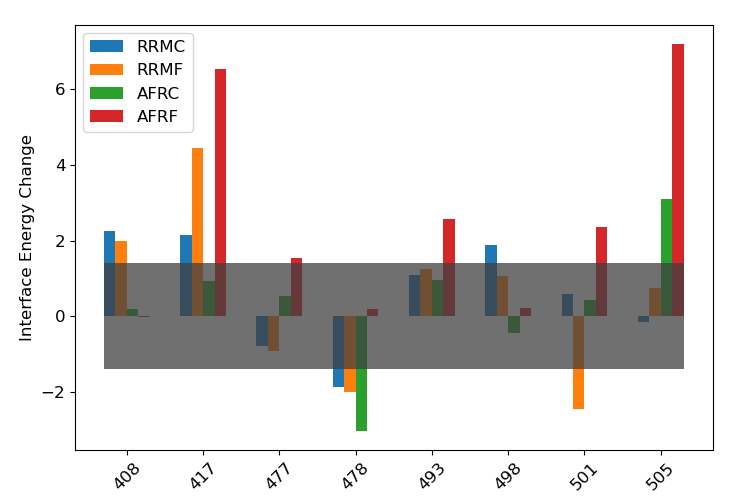 RRMC
RRMF
AFRC
AFRF
Interface Energy Change
6
4
2
0
−2
408
417
477
478
493
498
501
505